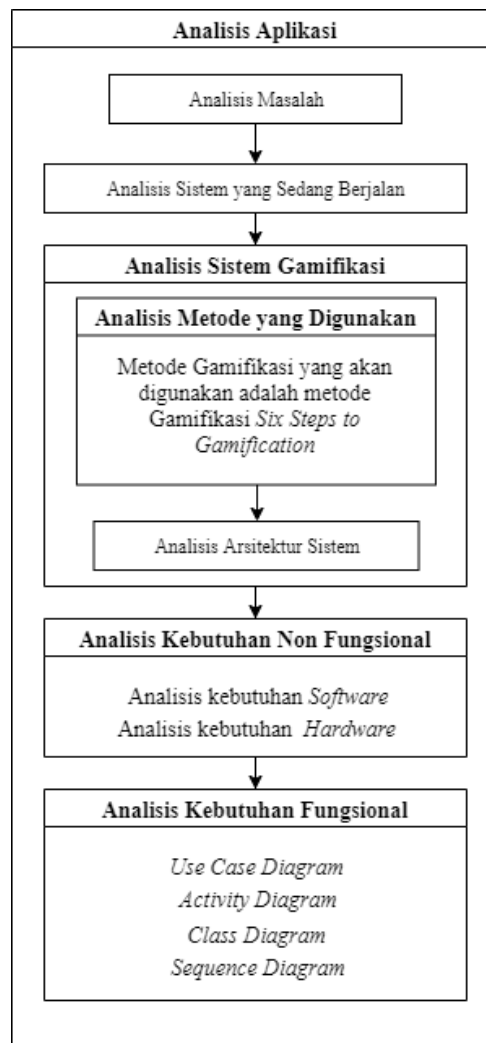 Analisis Aplikasi
Analisis Masalah
Analisis Sistem yang Sedang Berjalan
Analisis Sistem Gamifikasi
Analisis Metode yang Digunakan
Metode Gamifikasi yang akan
digunakan adalah metode
Gamifikasi Six Steps to
Gamification
Analisis Arsitektur Sistem
Analisis Kebutuhan Non Fungsional
Analisis kebutuhan Software
Analisis kebutuhan Hardware
Analisis Kebutuhan Fungsional
Use Case Diagram
Activity Diagram
Class Diagram
Sequence Diagram